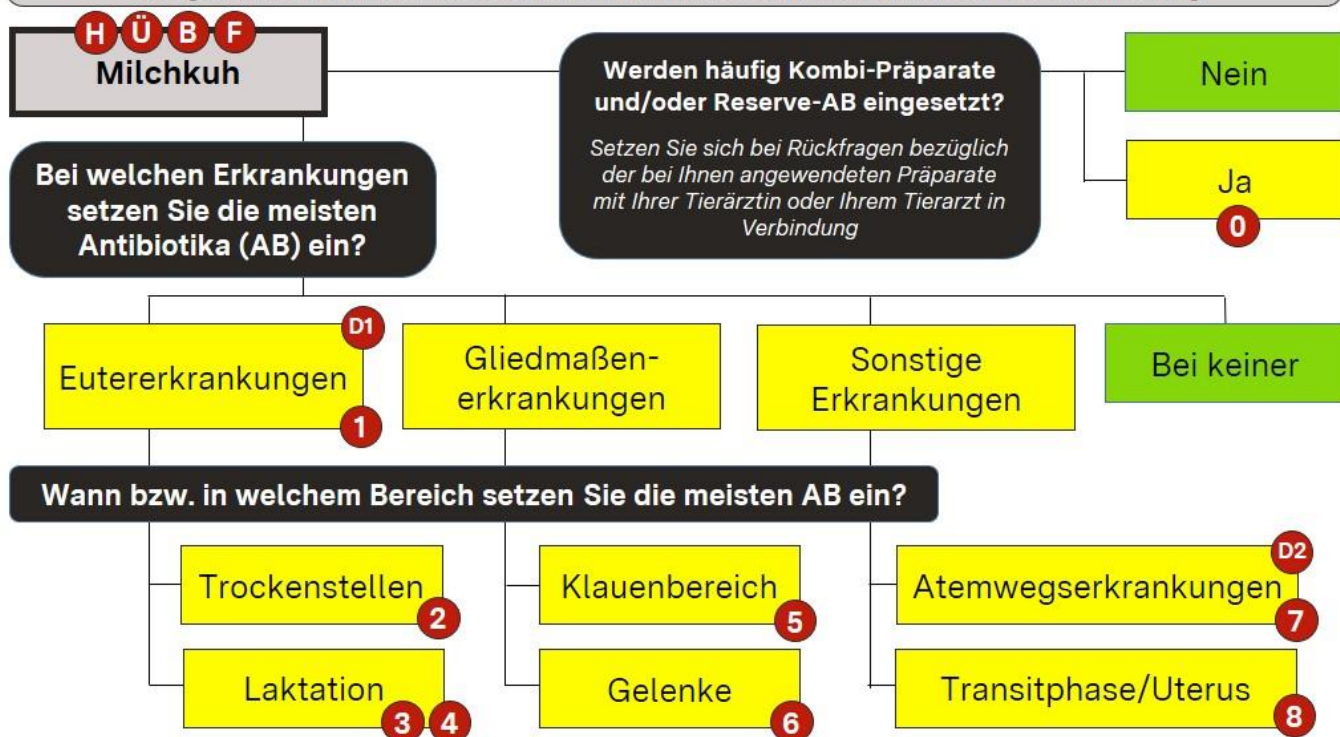 H Ü B F
Milchkuh
Werden häufig Kombi-Präparate
und/oder Reserve-AB eingesetzt?
Setzen Sie sich bei Rückfragen bezüglich
der bei Ihnen angewendeten Präparate
mit Ihrer Tierärztin oder Ihrem Tierarzt in
Verbindung
Nein
Ja
0
Bei welchen Erkrankungen
setzen Sie die meisten
Antibiotika (AB) ein?
D1
Eutererkrankungen
1
Gliedmaßen-
erkrankungen
Sonstige
Erkrankungen
Bei keiner
Wann bzw. in welchem Bereich setzen Sie die meisten AB ein?
Trockenstellen
2
Klauenbereich
5
D2
Atemwegserkrankungen
7
Laktation
3 4
Gelenke
6
Transitphase/Uterus
8